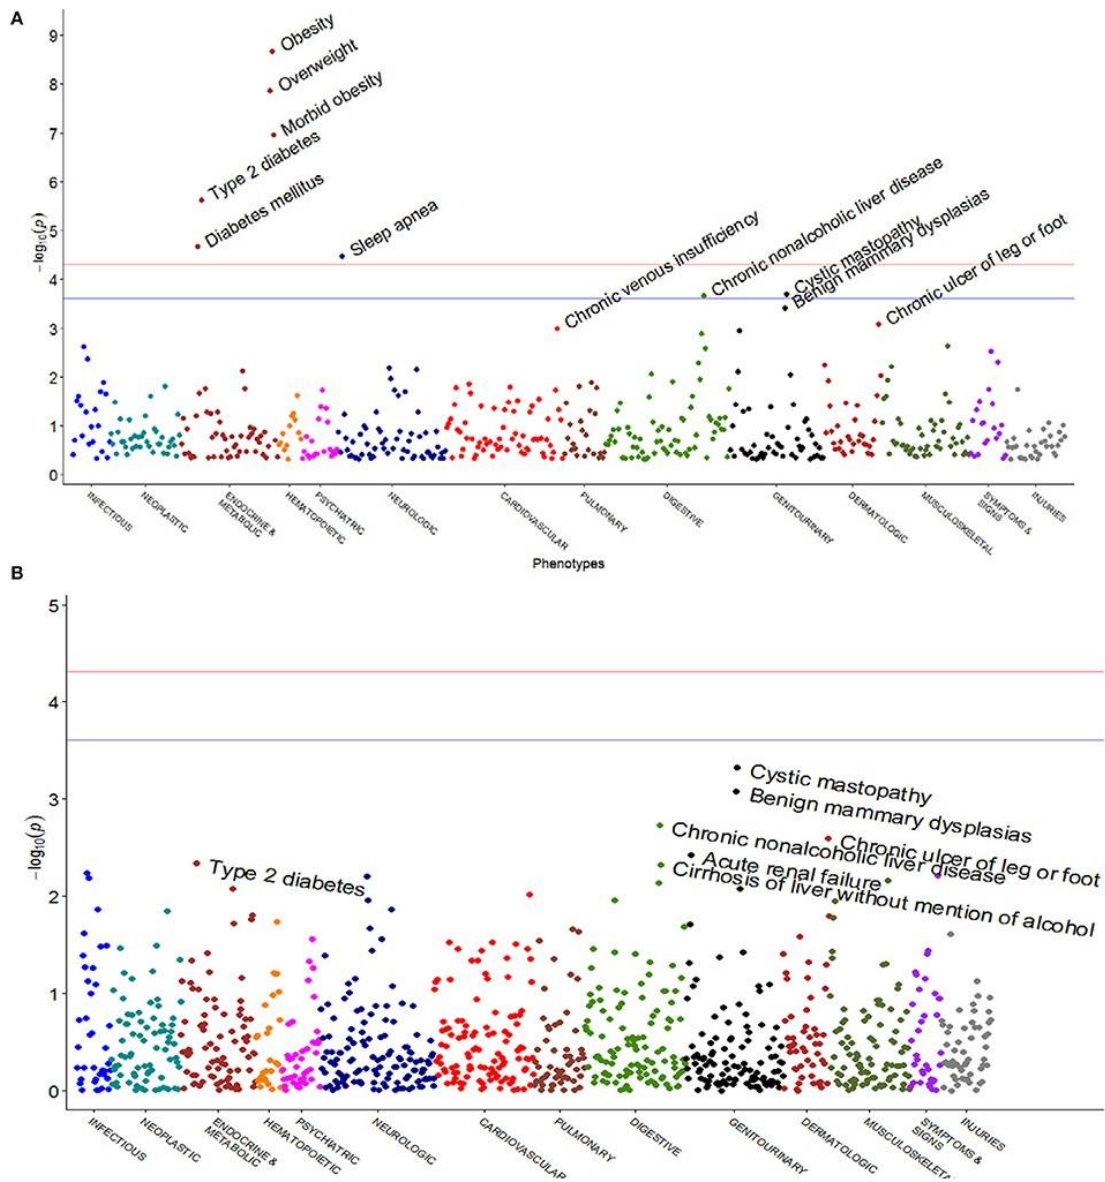 A
9
Obesity
Overweight
8
Morbid obesity
7
Type 2 diabetes
6
Diabetes mellitus
5
Sleep apnea
Chronic nonalcoholic liver disease
Cystic mastopathy
Benign mammary dysplasias
Chronic venous insufficiency
Chronic ulcer of leg or foot
−log10(p)
4
3
2
1
0
INFECTIOUS
NEOPLASTIC
ENDOCRINE &
METABOLIC
HEMATOPOIETIC
PSYCHIATRIC
NEUROLOGIC
CARDIOVASCULAR
PULMONARY
DIGESTIVE
GENITOURINARY
DERMATOLOGIC
MUSCULOSKELETAL
SYMPTOMS &
SIGNS
INJURIES
Phenotypes
B
5
4
Cystic mastopathy
Benign mammary dysplasias
3
Chronic nonalcoholic liver disease
Chronic ulcer of leg or foot
Acute renal failure
Cirrhosis of liver without mention of alcohol
Type 2 diabetes
−log10(p)
2
1
0
INFECTIOUS
NEOPLASTIC
ENDOCRINE &
METABOLIC
HEMATOPOIETIC
PSYCHIATRIC
NEUROLOGIC
CARDIOVASCULAR
PULMONARY
DIGESTIVE
GENITOURINARY
DERMATOLOGIC
MUSCULOSKELETA
SYMPTOMS &
SIGNS
INJURIES